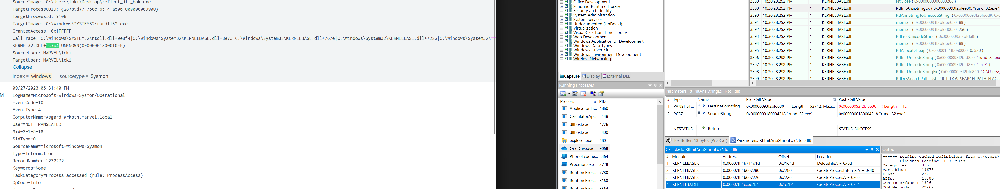 SourceImage: C:\Users\loki\Desktop\reflect_dll_bak.exe
TargetProcessGUID: {28789d77-750c-6514-a506-000000009900}
TargetProcessId: 9108
TargetImage: C:\Windows\SYSTEM32\rundll32.exe
GrantedAccess: 0x1FFFFF
CallTrace: C:\Windows\SYSTEM32\ntdll.dll+9e8f4|C:\Windows\System32\KERNELBASE.dll+8e73|C:\Windows\System32\KERNELBASE.dll+767e|C:\Windows\System32\KERNELBASE.dll+7226|C:\Windows\System32\
KERNEL32.DLL+1c7b4|UNKNOWN(00000001800010EF)
SourceUser: MARVEL\loki
TargetUser: MARVEL\loki
Collapse
index = windows sourcetype = Sysmon
09/27/2023 06:31:40 PM
M LogName=Microsoft-Windows-Sysmon/Operational
EventCode=10
EventType=4
ComputerName=Asgard-Wrkstn.marvel.local
User=NOT_TRANSLATED
Sid=S-1-5-18
SidType=0
SourceName=Microsoft-Windows-Sysmon
Type=Information
RecordNumber=1232272
Keywords=None
TaskCategory=Process accessed (rule: ProcessAccess)
OpCode=Info
Office Development
Scripting Runtime Library
Security and Identity
System Administration
System Services
Undocumented (UnDoc'd)
Virtualization
Visual C++ Run-Time Library
Web Development
Windows Application UI Development
Windows Data Types
Windows Driver Kit
Windows Environment Development
Wireless Networking
Capture Display External DLL
Running Processes
Process PID
ApplicationFr... 4860
CalculatorAp... 5148
dllhost.exe 4776
dllhost.exe 5400
explorer.exe 480
OneDrive.exe 9068
PhoneExperie... 8464
Procmon.exe 2728
RuntimeBrok... 7780
RuntimeBrok... 8168
RuntimeBrok... 8564
3388 10:30:28.292 PM 1 KERNELBASE.dll NtClose ( 0x0000000000000208 )
3389 10:30:28.292 PM 1 KERNELBASE.dll RtlInitAnsiStringEx ( 0x00000093f2bfee30, "rundll32.exe"
3390 10:30:28.292 PM 1 KERNELBASE.dll RtlAnsiStringToUnicodeString ( 0x00000093f2bfeed8, 0x0
3391 10:30:28.292 PM 1 KERNELBASE.dll memset ( 0x00000093f2bfdee0, 0, 88 )
3392 10:30:28.292 PM 1 KERNELBASE.dll memset ( 0x00000093f2bfed00, 0, 256 )
3393 10:30:28.292 PM 1 KERNELBASE.dll RtlFreeUnicodeString ( 0x00000093f2bfdaf8 )
3394 10:30:28.292 PM 1 KERNELBASE.dll memset ( 0x00000093f2bfdee0, 0, 88 )
3395 10:30:28.292 PM 1 KERNELBASE.dll RtlAllocateHeap ( 0x000001f23b0a0000, 0, 520 )
3396 10:30:28.292 PM 1 KERNELBASE.dll RtlInitUnicodeString ( 0x00000093f2bfd820, "rundll32.exe
3397 10:30:28.292 PM 1 KERNELBASE.dll RtlInitUnicodeString ( 0x00000093f2bfd830, ".exe" )
3398 10:30:28.292 PM 1 KERNELBASE.dll RtlInitUnicodeStringEx ( 0x00000093f2bfd840, "C:\Users\
3399 10:30:28.292 PM 1 KERNELBASE.dll RtlDosSearchPath_Ustr ( RTL_DOS_SEARCH_PATH_FLAG_
Parameters: RtlInitAnsiStringEx (Ntdll.dll)
# Type Name Pre-Call Value Post-Call Value
1 PANSI_ST... DestinationString 0x00000093f2bfee30 = { Length = 53712, Maxi... 0x00000093f2bfee30 = { Length = 12,...
2 PCSZ SourceString 0x0000000180004218 "rundll32.exe" 0x0000000180004218 "rundll32.exe"
NTSTATUS Return STATUS_SUCCESS
Hex Buffer: 13 bytes (Pre-Call) Parameters: RtlInitAnsiStringEx (Ntdll.dll)
Call Stack: RtlInitAnsiStringEx (Ntdll.dll)
# Module Address Offset Location
1 KERNELBASE.dll 0x00007fff1b711d1d 0x31d1d DeleteFileA + 0x5d
2 KERNELBASE.dll 0x00007fff1b6e7280 0x7280 CreateProcessInternalA + 0x40
3 KERNELBASE.dll 0x00007fff1b6e7226 0x7226 CreateProcessA + 0x66
4 KERNEL32.DLL 0x00007fff1ccec7b4 0x1c7b4 CreateProcessA + 0x54
Output
------ Loading Cached Definitions from C:\Users\
------ Finished Loading 2119 Files ------
Categories: 835
Variables: 19678
DLLs: 222
APIs: 15885
COM Interfaces: 1826
COM Methods: 22262